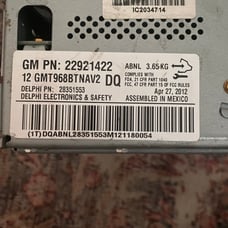 IC2034714
GM PN: 22921422
12 GMT968BTNAV2 DQ
DELPHI PN: 28351553
DELPHI ELECTRONICS & SAFETY
ABNL 3.65KG
COMPLIES WITH
FDA, 21 CFR PART 1040
FCC, 47 CFR PART 15 OF FCC RULES
Apr 27, 2012
ASSEMBLED IN MEXICO
(1T)DQABNL28351553M121180054